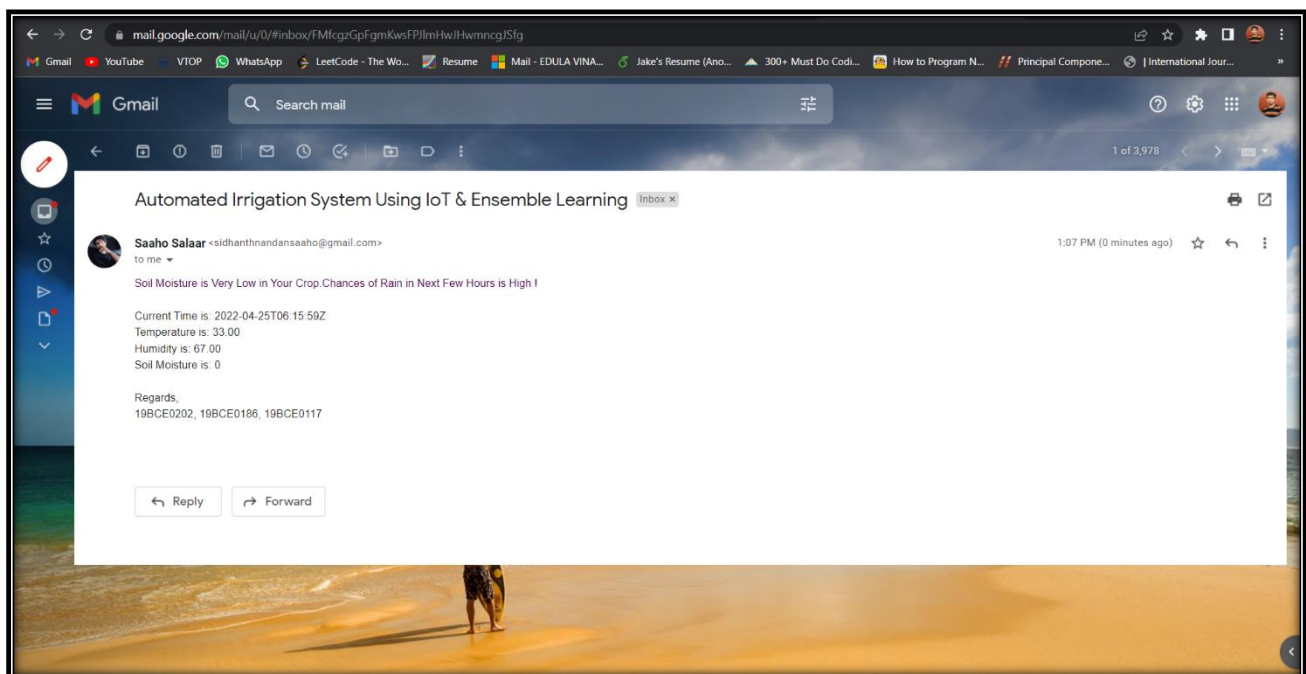 mail.google.com/mail/u/0/#inbox/FMfcgzGpFgmKwsFPJlmHwJHwmncgJSfg
Gmail YouTube VTOP WhatsApp LeetCode - The Wo... Resume Mail - EDULA VINA... Jake's Resume (Ano... 300+ Must Do Codi... How to Program N... Principal Compone... | International Jour... »
Gmail Search mail
1 of 3,978
Automated Irrigation System Using IoT & Ensemble Learning Inbox ×
Saaho Salaar <sidhanthnandansaaho@gmail.com> 1:07 PM (0 minutes ago)
to me
Soil Moisture is Very Low in Your Crop.Chances of Rain in Next Few Hours is High !
Current Time is: 2022-04-25T06:15:59Z
Temperature is: 33.00
Humidity is: 67.00
Soil Moisture is: 0
Regards,
19BCE0202, 19BCE0186, 19BCE0117
Reply Forward